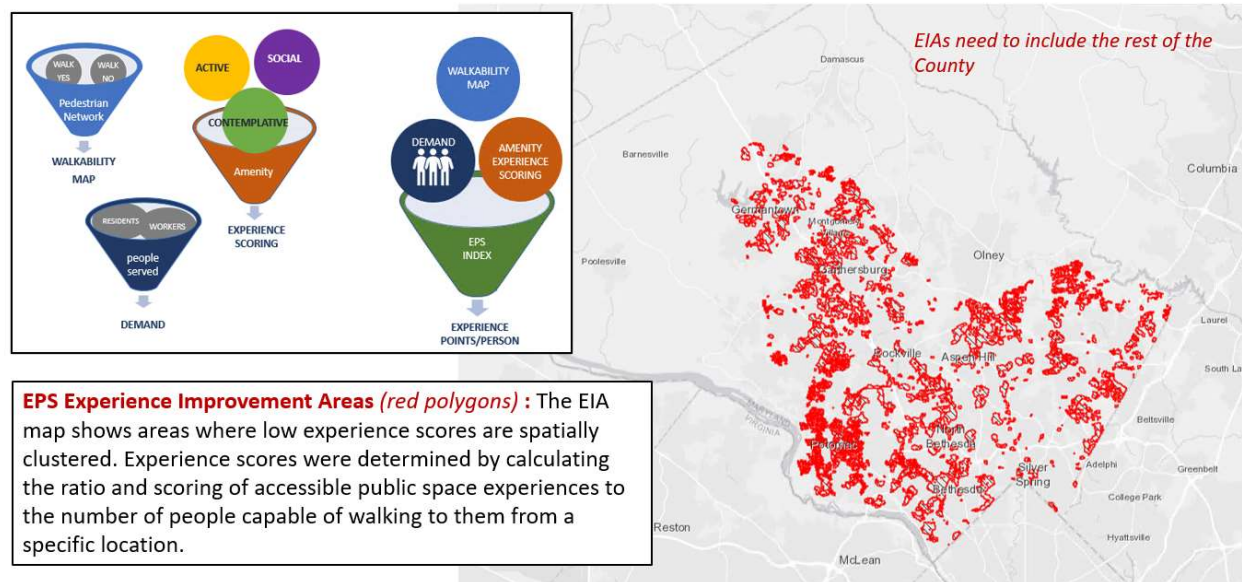 WALK
YES
WALK
NO
Pedestrian
Network
WALKABILITY
MAP
RESIDENTS
WORKERS
people
served
DEMAND
ACTIVE
SOCIAL
CONTEMPLATIVE
Amenity
EXPERIENCE
SCORING
WALKABILITY
MAP
DEMAND
AMENITY
EXPERIENCE
SCORING
EPS
INDEX
EXPERIENCE
POINTS/PERSON
EPS Experience Improvement Areas (red polygons) : The EIA
map shows areas where low experience scores are spatially
clustered. Experience scores were determined by calculating
the ratio and scoring of accessible public space experiences to
the number of people capable of walking to them from a
specific location.
EIAs need to include the rest of the
County
Damascus
Barnesville
Columbia
Germantown
Montgomery
Village
Poolesville
Gaithersburg
Olney
Laurel
Rockville
Aspen Hill
South La
MARYLAND
VIRGINIA
Potomac
North
Bethesda
Beltsville
Bethesda
Silver
Spring
Adelphi
Greenbelt
College Park
Reston
Hyattsville
McLean